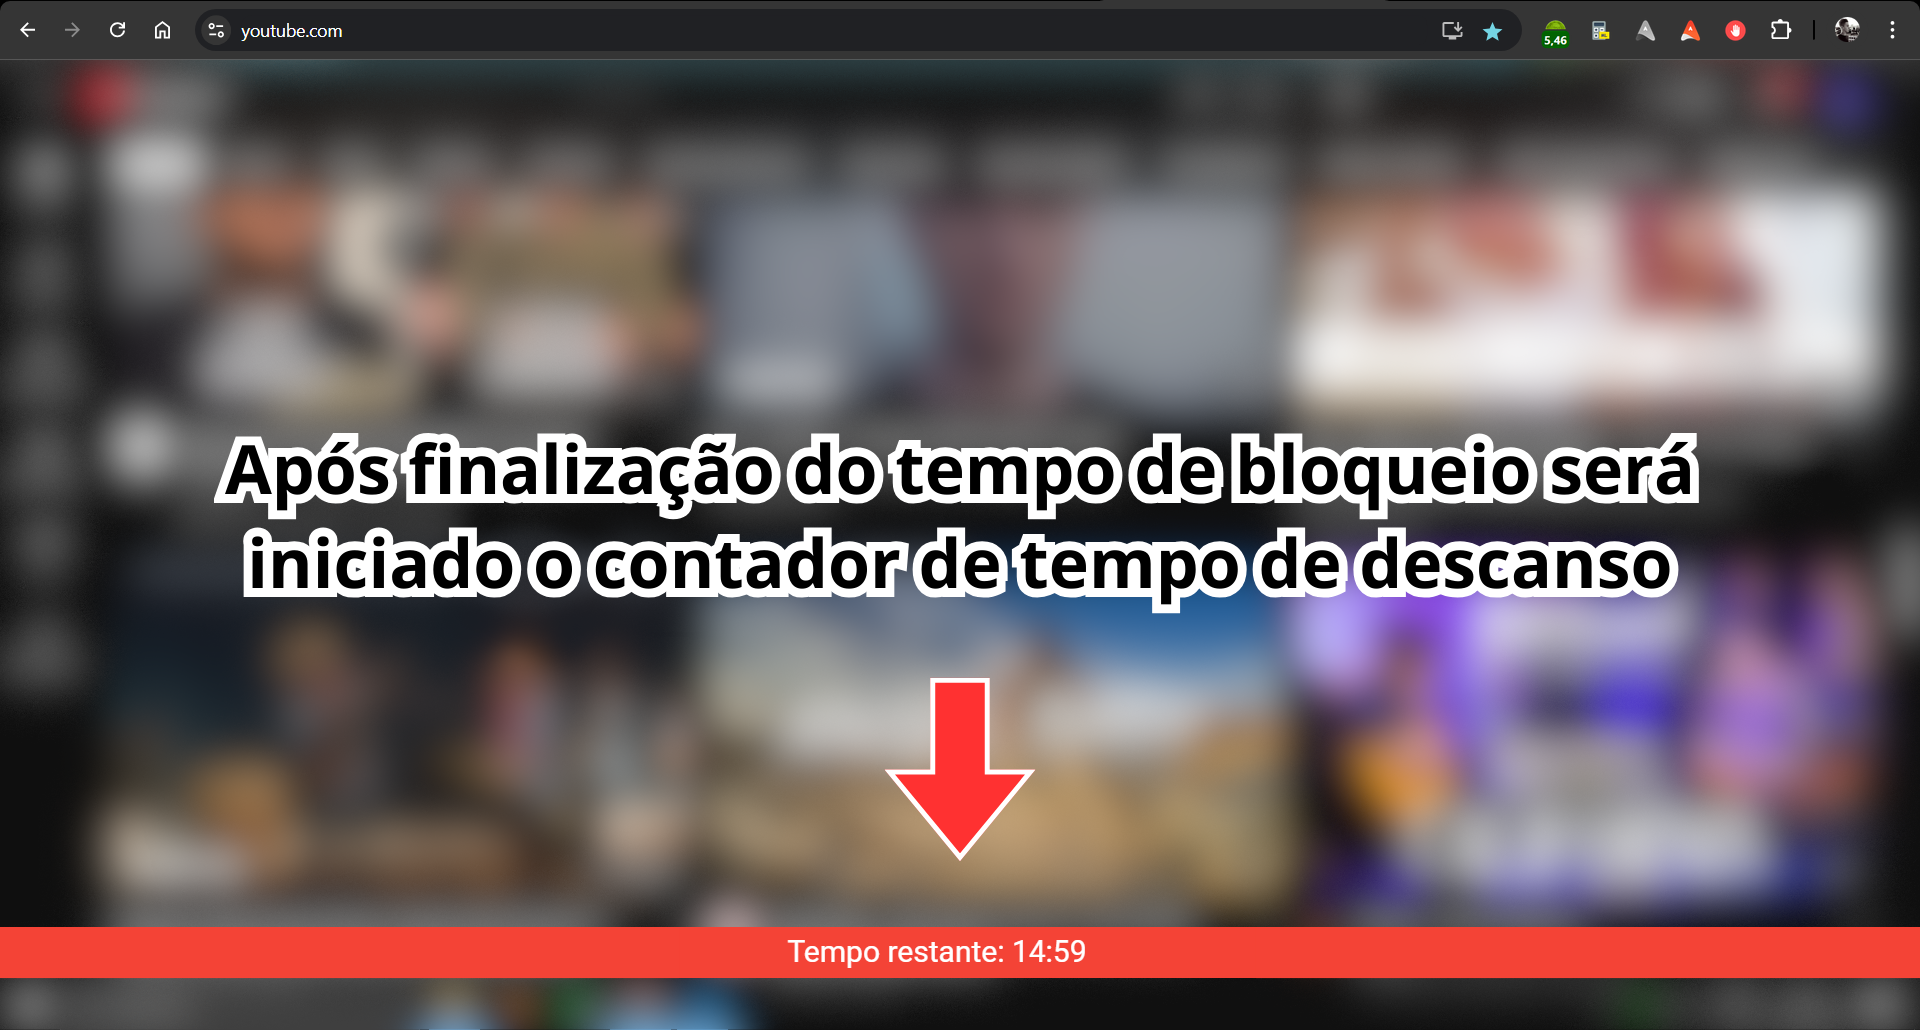 youtube.com
5,46
Após finalização do tempo de bloqueio será
iniciado o contador de tempo de descanso
Tempo restante: 14:59